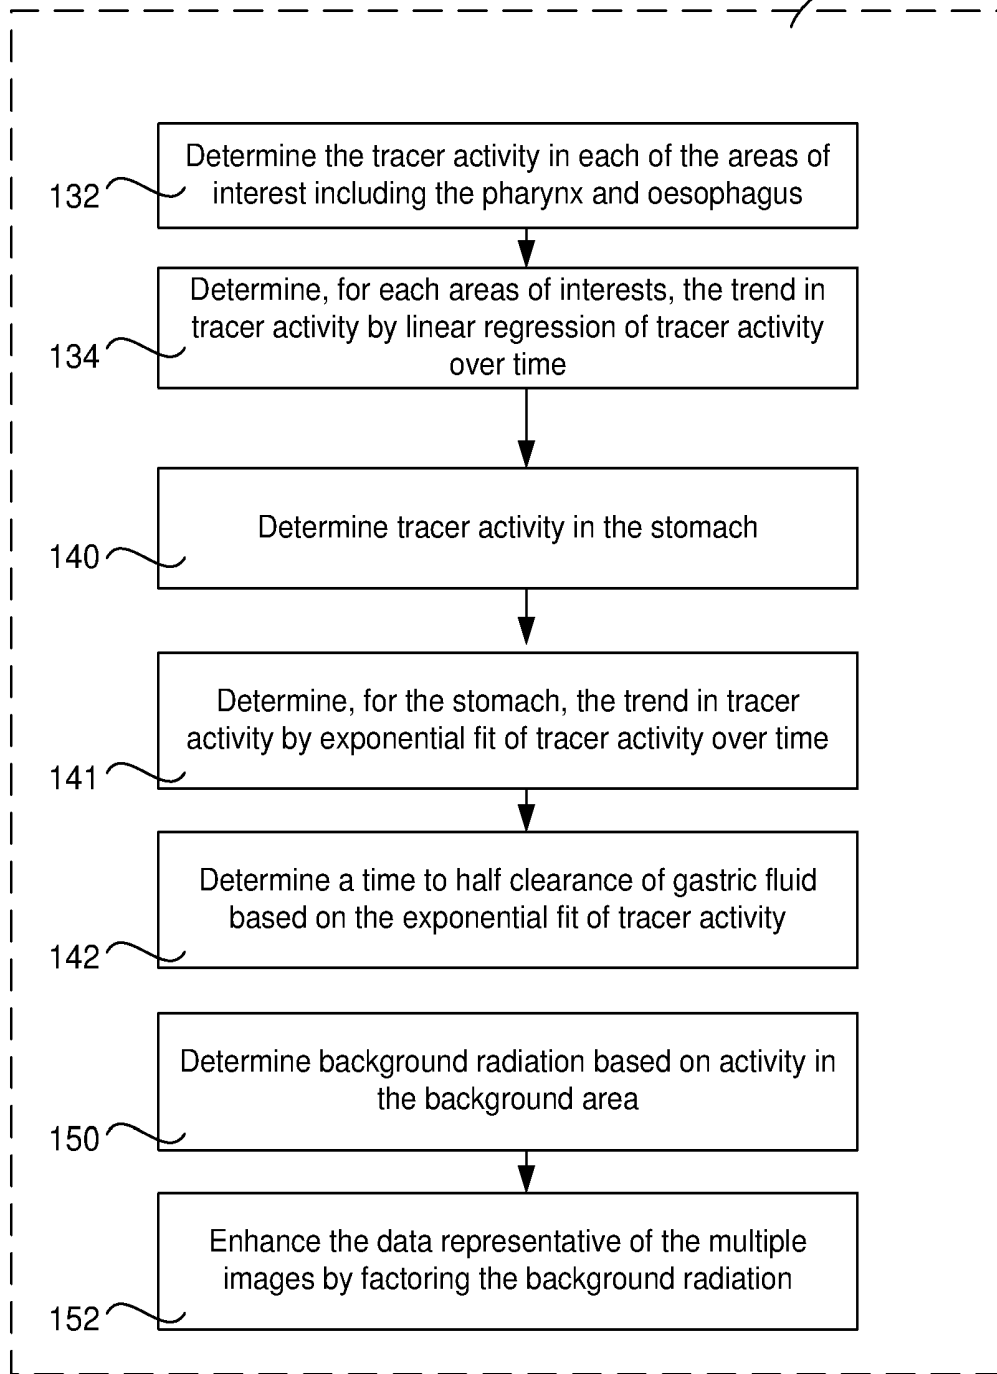 Determine the tracer activity in each of the areas of
interest including the pharynx and oesophagus
132
Determine, for each areas of interests, the trend in
tracer activity by linear regression of tracer activity
over time
134
Determine tracer activity in the stomach
140
Determine, for the stomach, the trend in tracer
activity by exponential fit of tracer activity over time
141
Determine a time to half clearance of gastric fluid
based on the exponential fit of tracer activity
142
Determine background radiation based on activity in
the background area
150
Enhance the data representative of the multiple
images by factoring the background radiation
152